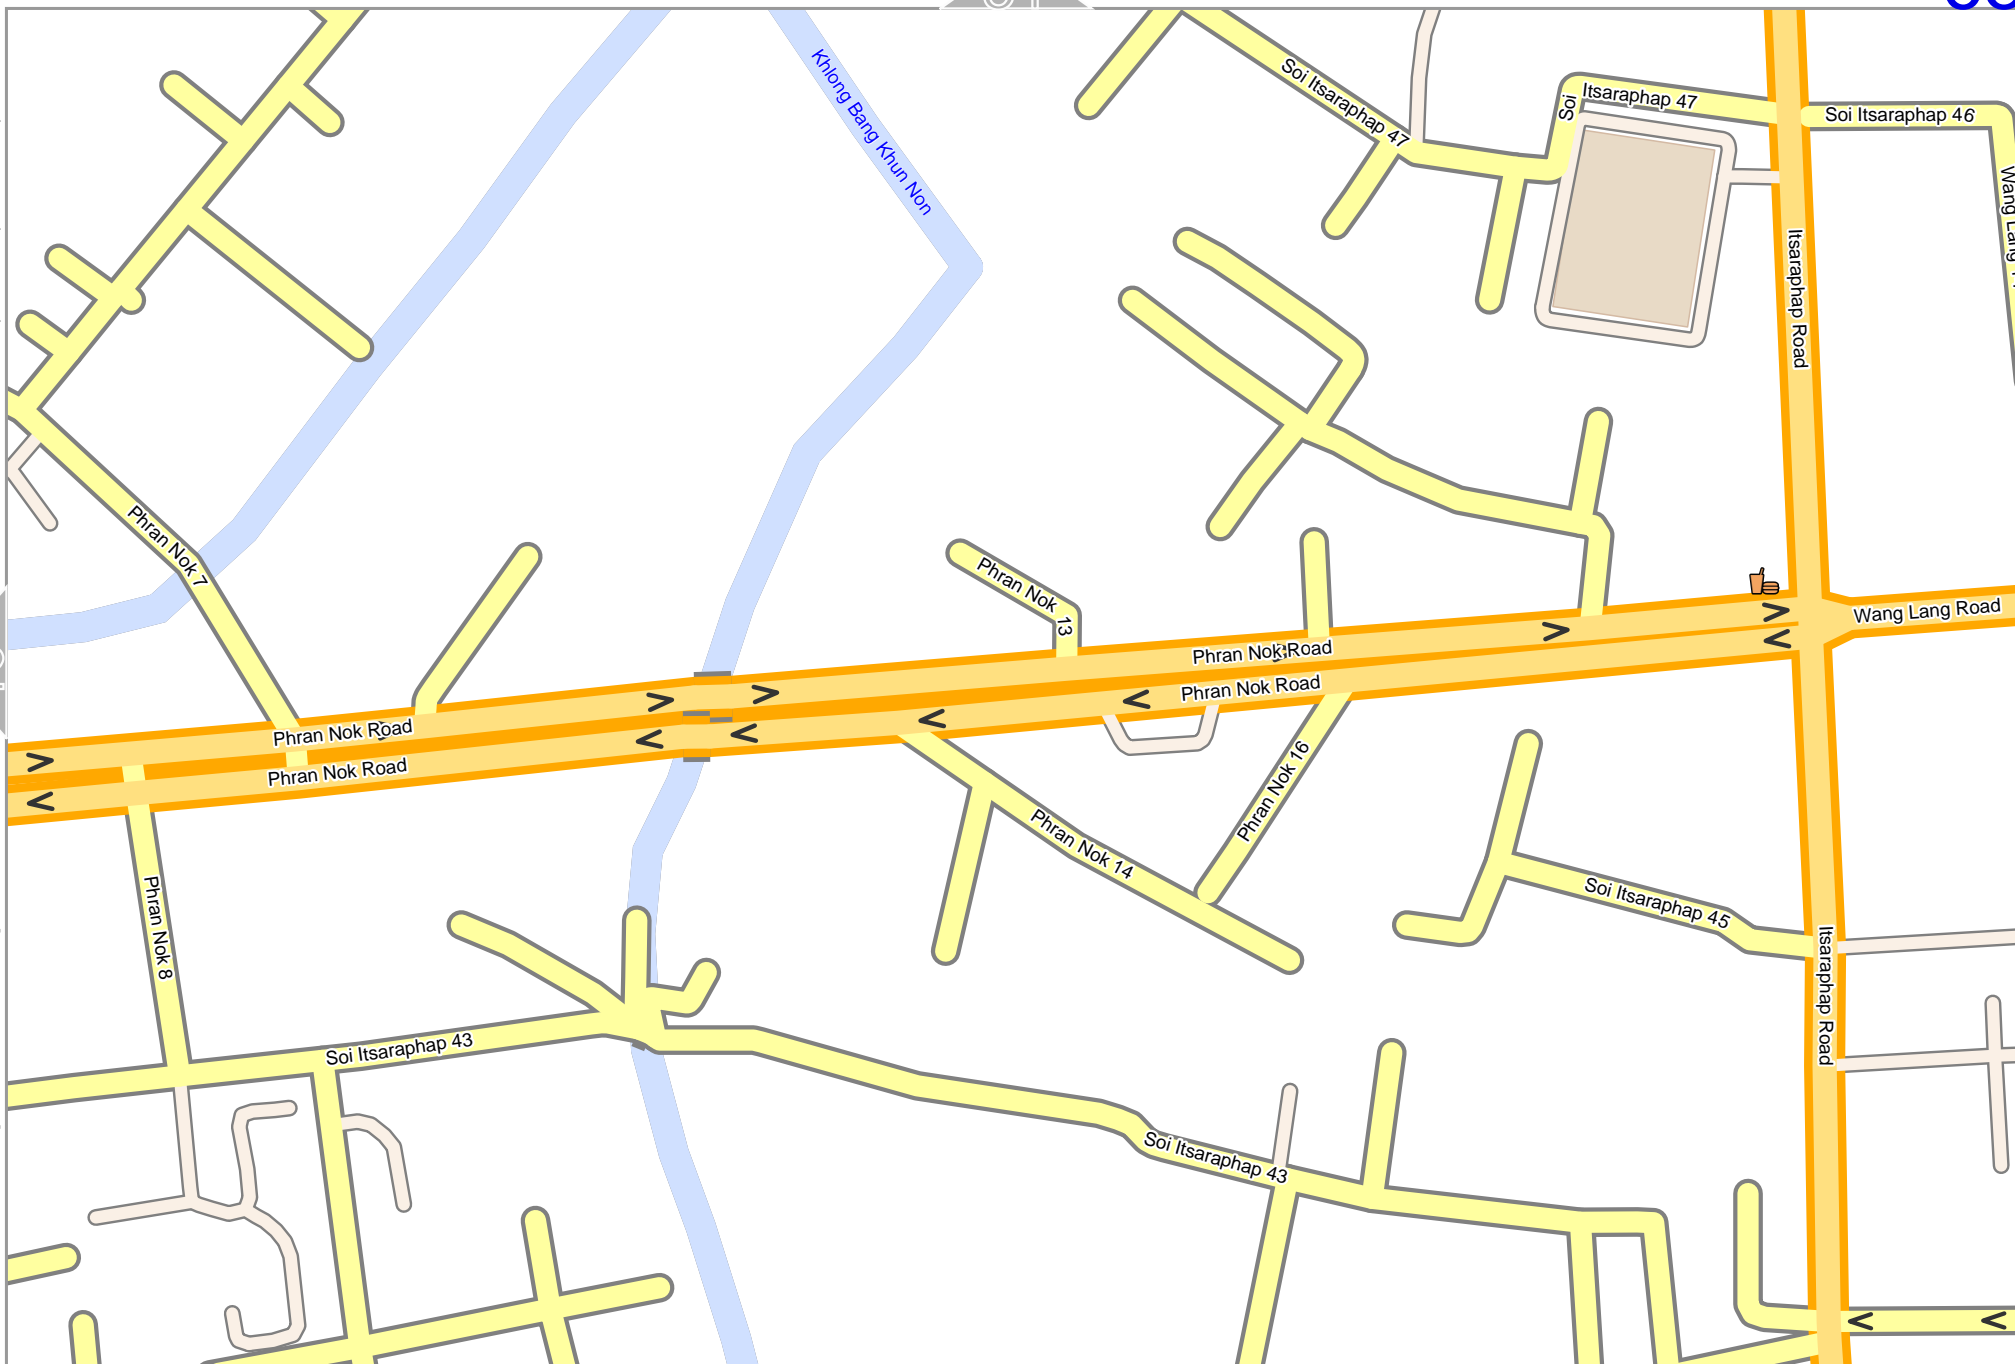 Khlong Bang Khun Non
Soi Itsaraphap 47
Soi
Itsaraphap 47
Soi Itsaraphap 46
Wang Lang
Itsaraphap Road
Phran Nok 7
Phran Nok
13
Wang Lang Road
Phran Nok Road
Phran Nok Road
Phran Nok Road
Phran Nok Road
Phran Nok 16
Phran Nok 14
Phran Nok 8
Soi Itsaraphap 45
Itsaraphap Road
Soi Itsaraphap 43
Soi Itsaraphap 43